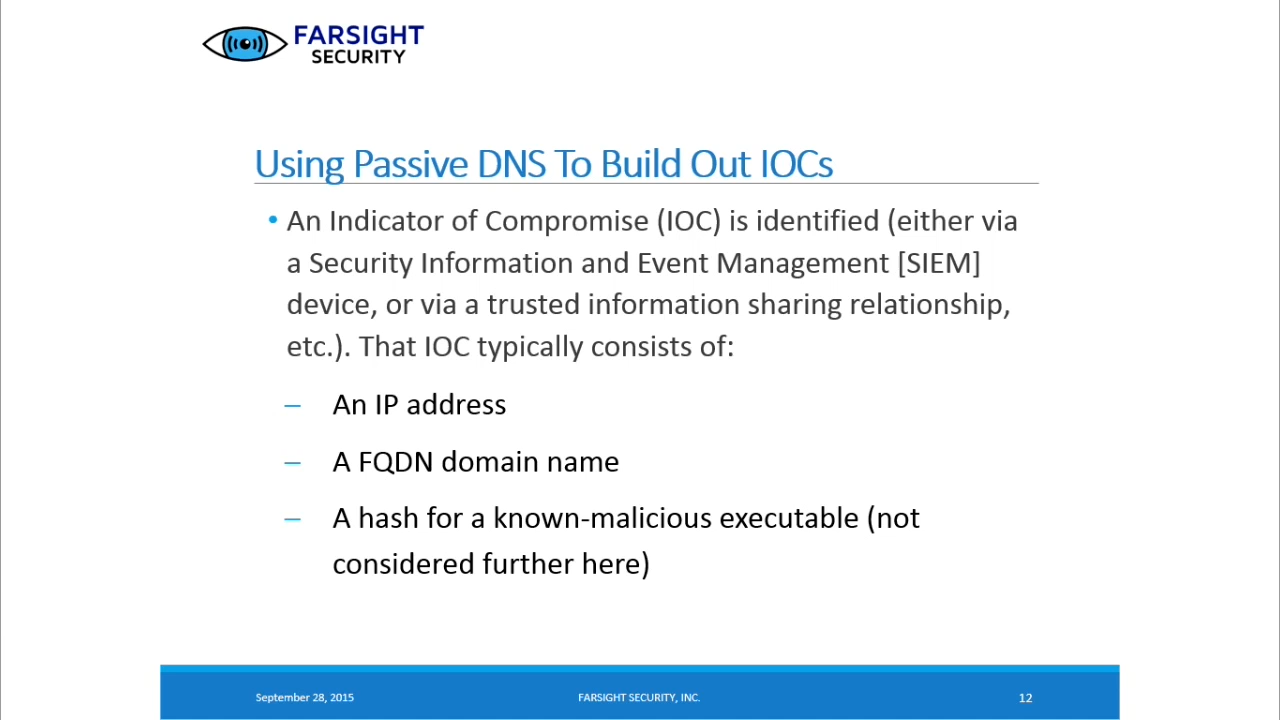 FARSIGHT
SECURITY
Using Passive DNS To Build Out IOCs
• An Indicator of Compromise (IOC) is identified (either via
a Security Information and Event Management [SIEM]
device, or via a trusted information sharing relationship,
etc.). That IOC typically consists of:
– An IP address
– A FQDN domain name
– A hash for a known-malicious executable (not
considered further here)
September 28, 2015 FARSIGHT SECURITY, INC. 12